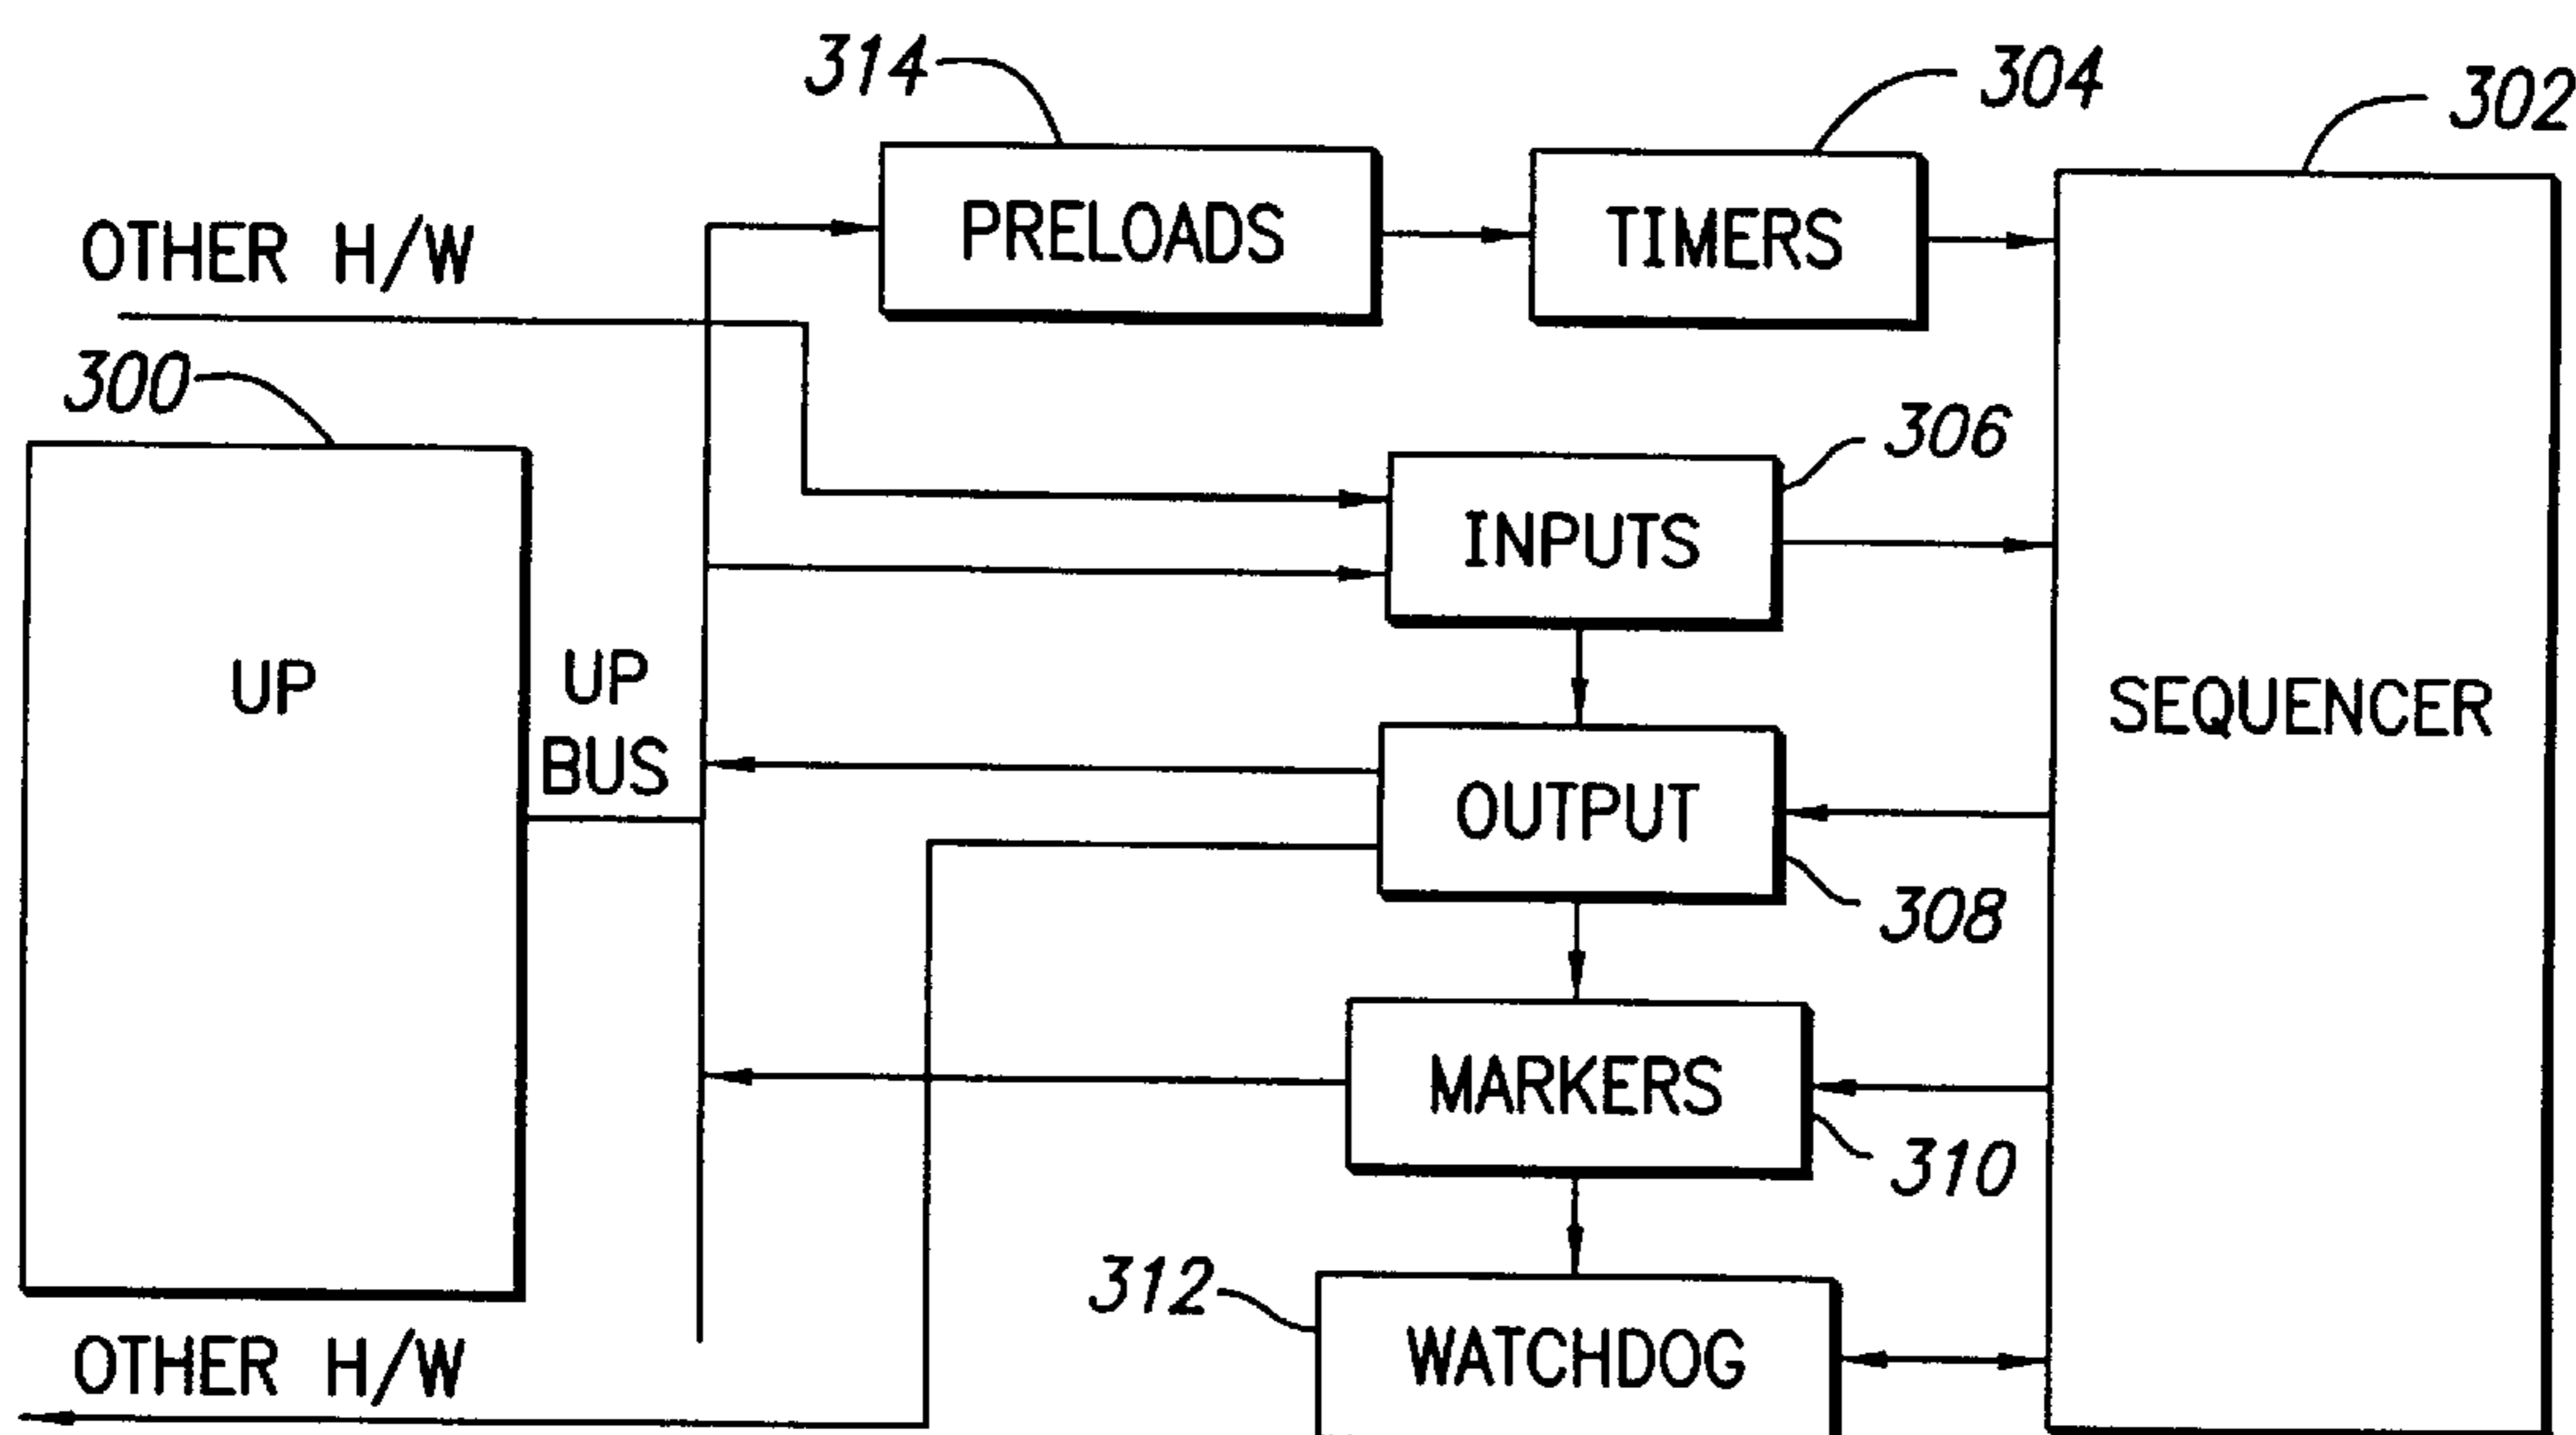 314
304
302
PRELOADS
TIMERS
OTHER H/W
300
306
INPUTS
UP
UP
BUS
SEQUENCER
OUTPUT
308
MARKERS
310
312
WATCHDOG
OTHER H/W